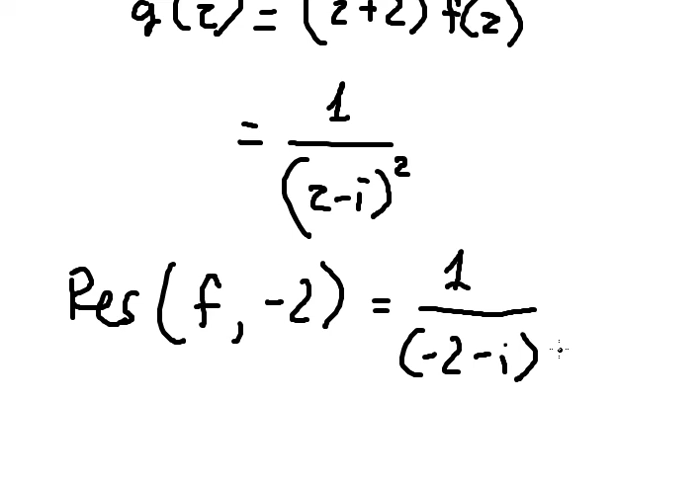 g(z) = (z+2) f(z)
= 1/(z-i)²
Res(f, -2) = 1/(-2-i)